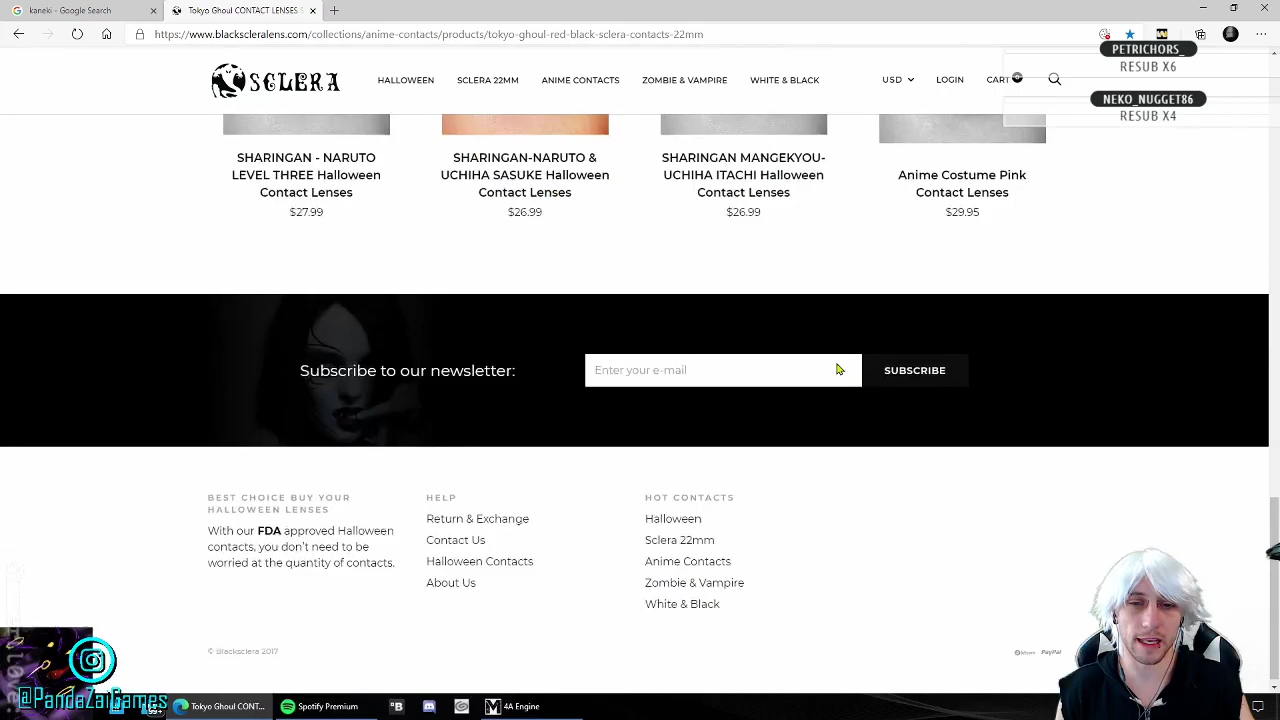 kaneki - Google Search
Tokyo Ghoul CONTACT LENSES S
https://www.blackscleralens.com/collections/anime-contacts/products/tokyo-ghoul-red-black-sclera-contacts-22mm
PETRICHORS_
RESUB X6
NEKO_NUGGET86
RESUB X4
SCLERA
HALLOWEEN SCLERA 22MM ANIME CONTACTS ZOMBIE & VAMPIRE WHITE & BLACK
USD LOGIN CART
SHARINGAN - NARUTO
LEVEL THREE Halloween
Contact Lenses
$27.99
SHARINGAN-NARUTO &
UCHIHA SASUKE Halloween
Contact Lenses
$26.99
SHARINGAN MANGEKYOU-
UCHIHA ITACHI Halloween
Contact Lenses
$26.99
Anime Costume Pink
Contact Lenses
$29.95
Subscribe to our newsletter:
Enter your e-mail
SUBSCRIBE
BEST CHOICE BUY YOUR
HALLOWEEN LENSES
With our FDA approved Halloween
contacts, you don't need to be
worried at the quantity of contacts.
HELP
Return & Exchange
Contact Us
Halloween Contacts
About Us
HOT CONTACTS
Halloween
Sclera 22mm
Anime Contacts
Zombie & Vampire
White & Black
© Blacksclera 2017
PayPal
@PandaZaiGames
Tokyo Ghoul CONT...
Spotify Premium
4A Engine